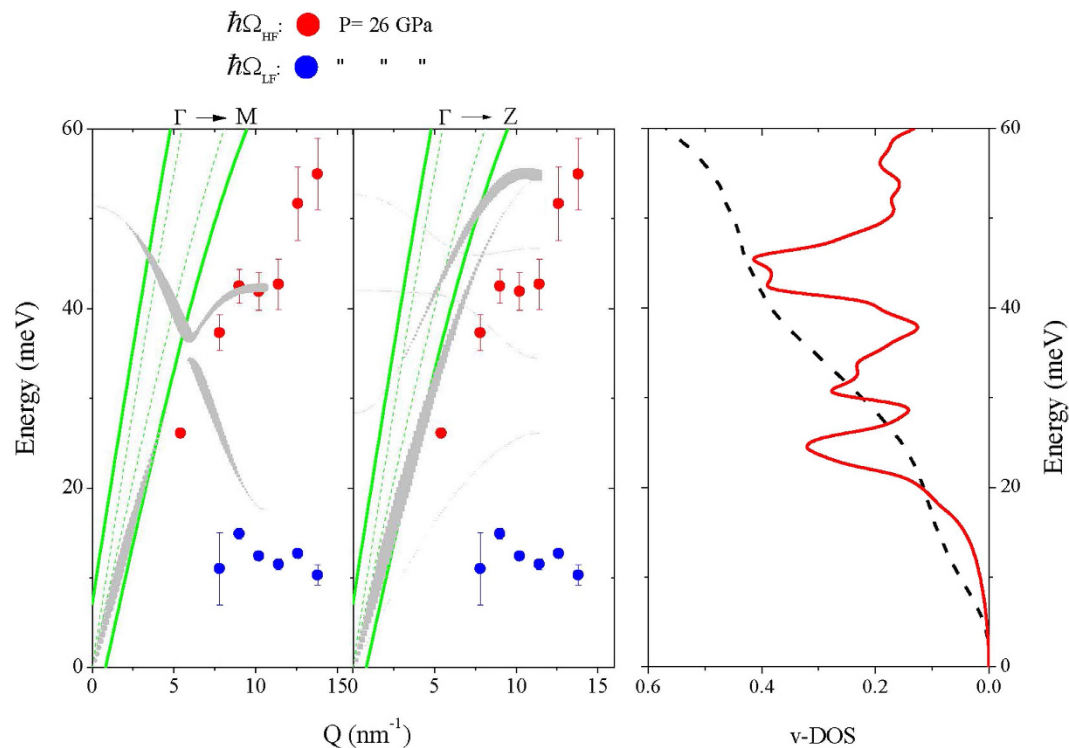 ℏΩHF: P= 26 GPa
ℏΩLF: " " "
Γ → M
Γ → Z
60
40
20
0
Energy (meV)
0 5 10 15
0 5 10 15
Q (nm-1)
60
40
20
0
Energy (meV)
0.6 0.4 0.2 0.0
v-DOS